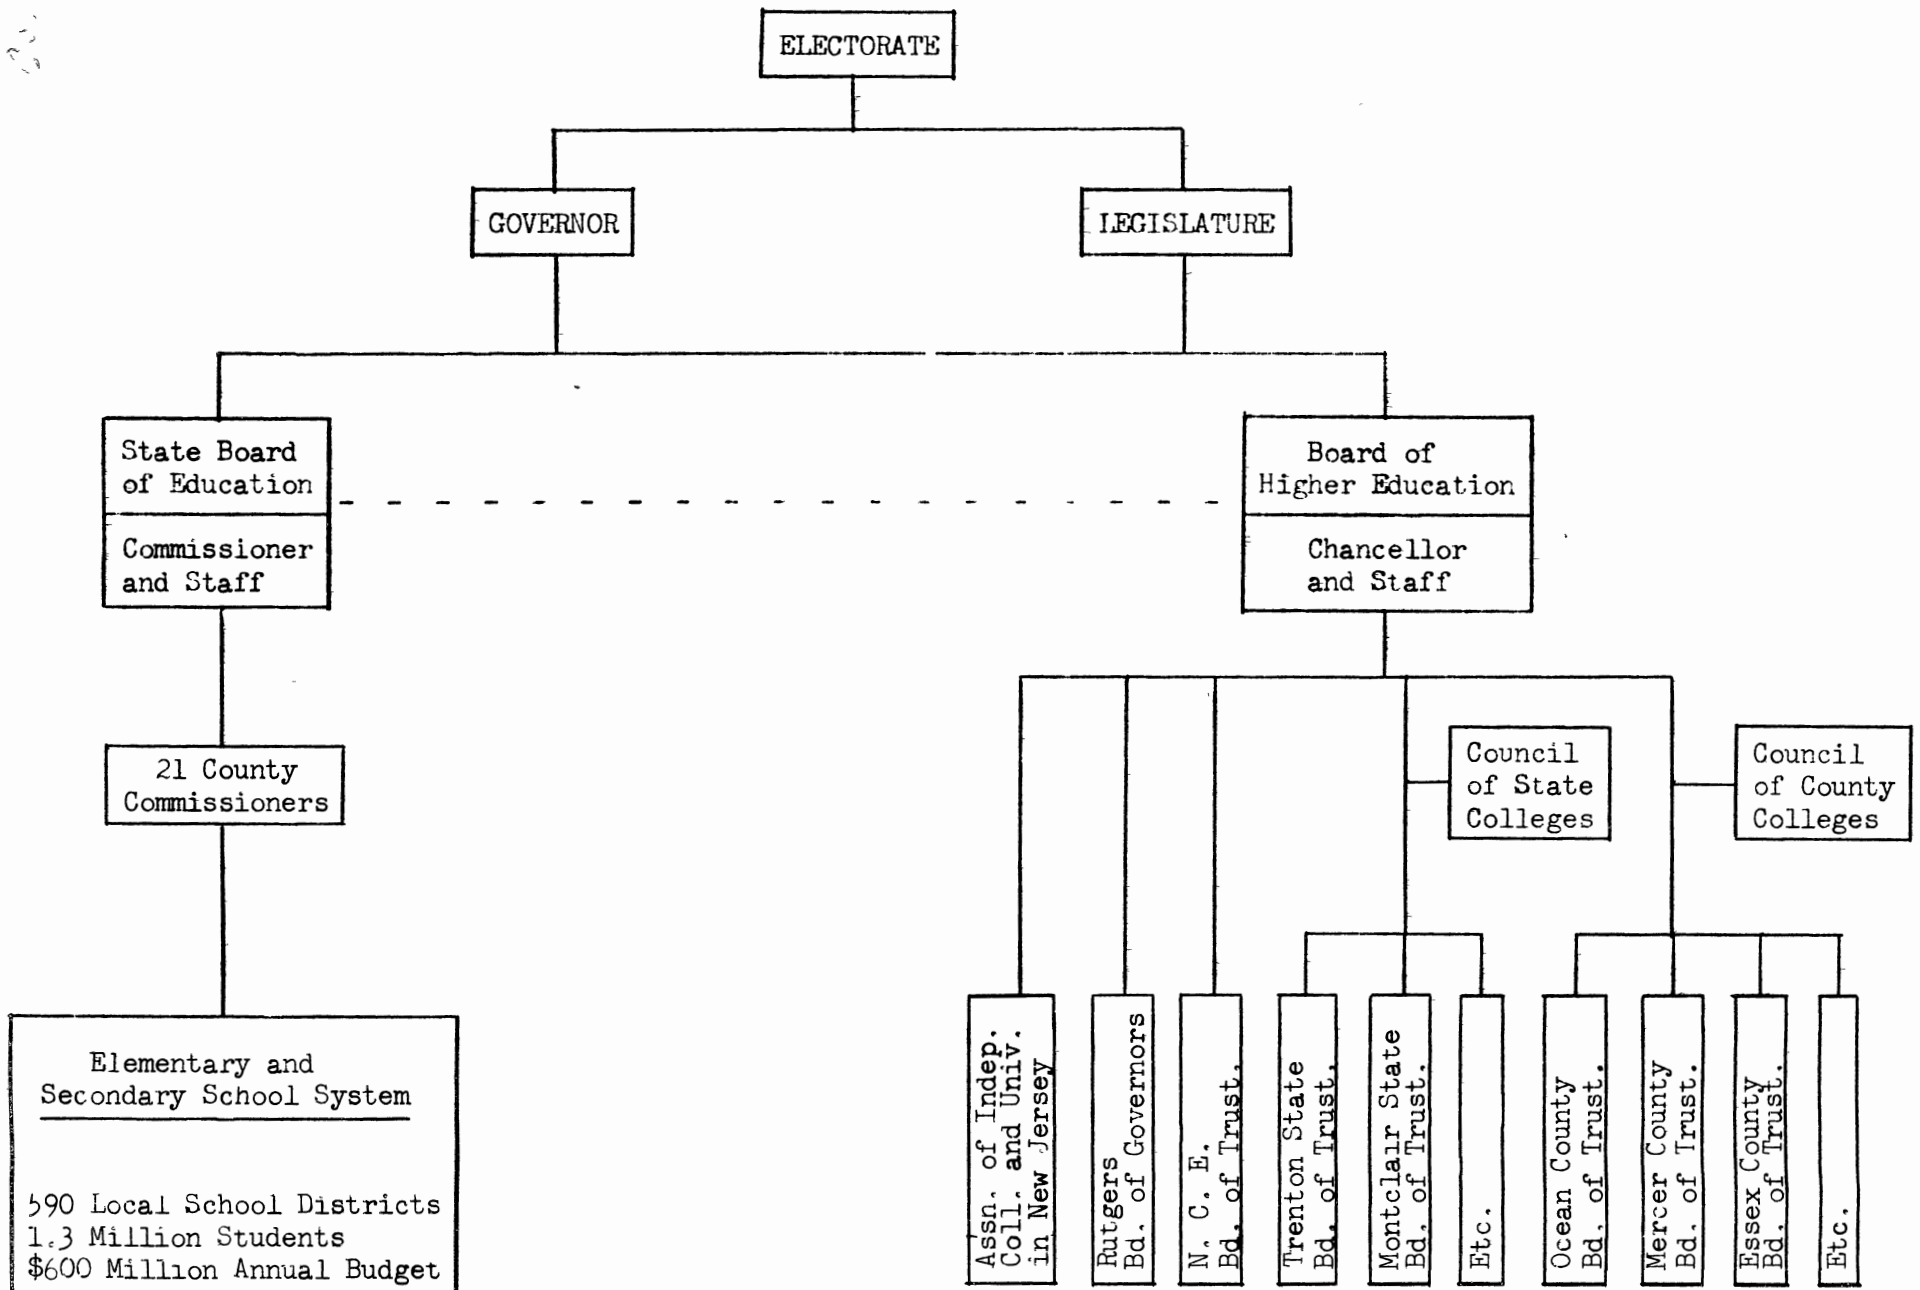 ELECTORATE
GOVERNOR
LEGISLATURE
State Board
of Education
Commissioner
and Staff
Board of
Higher Education
Chancellor
and Staff
21 County
Commissioners
Council
of State
Colleges
Council
of County
Colleges
Elementary and
Secondary School System
590 Local School Districts
1.3 Million Students
$600 Million Annual Budget
Assn. of Indep.
Coll. and Univ.
in New Jersey
Rutgers
Bd. of Governors
N. C. E.
Bd. of Trust.
Trenton State
Bd. of Trust.
Montclair State
Bd. of Trust.
Etc.
Ocean County
Bd. of Trust.
Mercer County
Bd. of Trust.
Essex County
Bd. of Trust.
Etc.